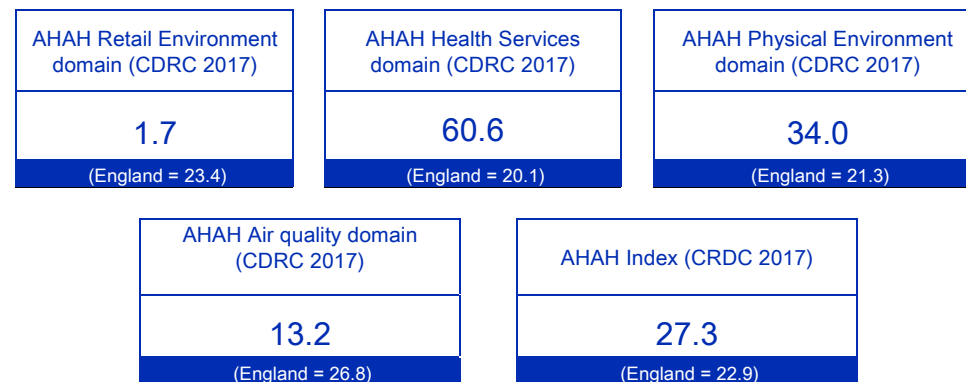 AHAH Retail Environment
domain (CDRC 2017)
1.7
(England = 23.4)
AHAH Health Services
domain (CDRC 2017)
60.6
(England = 20.1)
AHAH Physical Environment
domain (CDRC 2017)
34.0
(England = 21.3)
AHAH Air quality domain
(CDRC 2017)
13.2
(England = 26.8)
AHAH Index (CRDC 2017)
27.3
(England = 22.9)